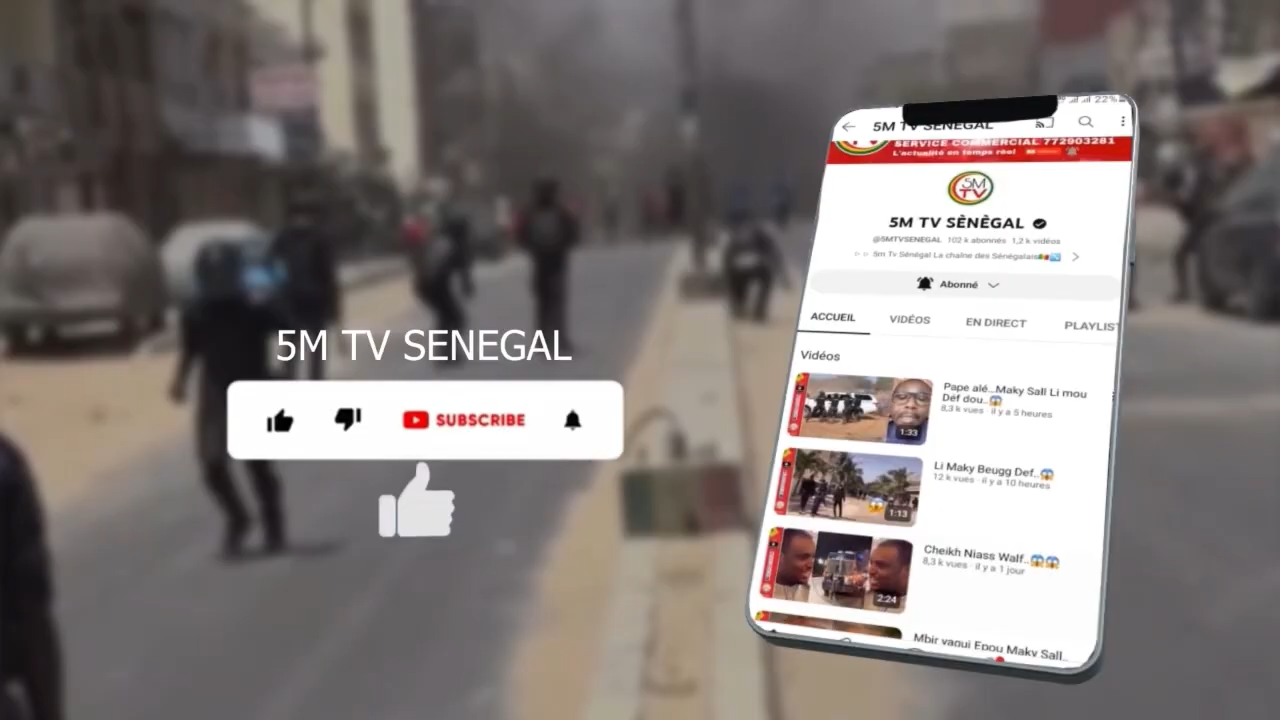 5M TV SENEGAL
SUBSCRIBE
22%
5M TV SENEGAL
SERVICE COMMERCIAL 772903281
L'actualité en temps réel
5M
TV
5M TV SÈNÈGAL
@5MTVSENEGAL 102 k abonnés 1,2 k vidéos
5m Tv Sénégal La chaîne des Sénégalais
Abonné
ACCUEIL VIDÉOS EN DIRECT PLAYLIST
Vidéos
Pape alé...Maky Sall Li mou
Déf dou..😱
8,3 k vues · il y a 5 heures
1:33
Li Maky Beugg Def..😱
12 k vues · il y a 10 heures
1:13
Cheikh Niass Walf..😱😱
8,3 k vues · il y a 1 jour
2:24
Mbir yaqui Epou Maky Sall..